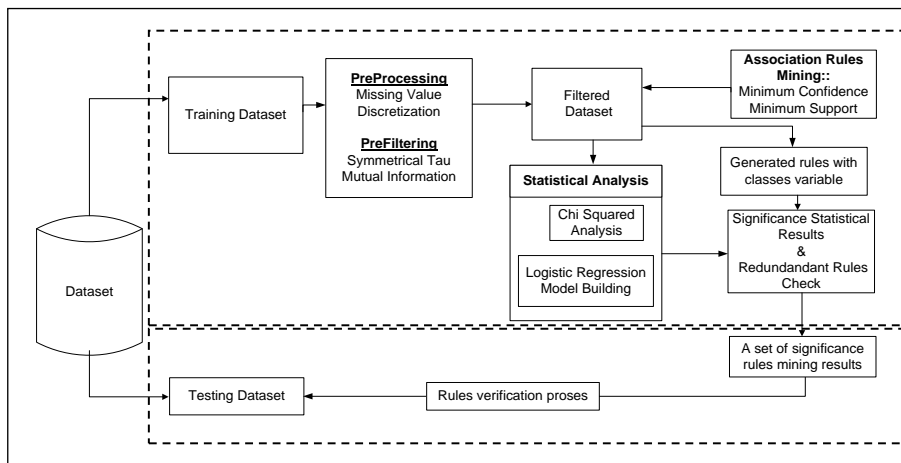 Dataset
Training Dataset
PreProcessing
Missing Value
Discretization
PreFiltering
Symmetrical Tau
Mutual Information
Filtered
Dataset
Association Rules
Mining::
Minimum Confidence
Minimum Support
Generated rules with
classes variable
Statistical Analysis
Chi Squared
Analysis
Logistic Regression
Model Building
Significance Statistical
Results
&
Redundant Rules
Check
A set of significance
rules mining results
Rules verification proses
Testing Dataset